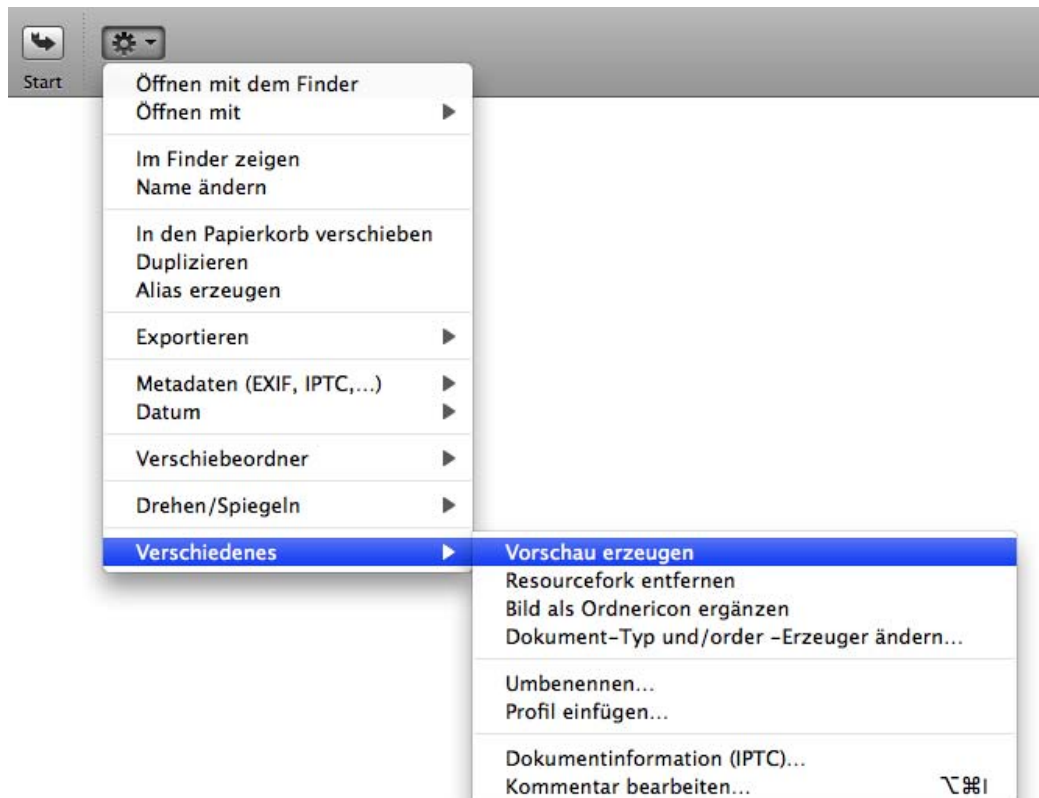 Start
Öffnen mit dem Finder
Öffnen mit
Im Finder zeigen
Name ändern
In den Papierkorb verschieben
Duplizieren
Alias erzeugen
Exportieren
Metadaten (EXIF, IPTC,...)
Datum
Verschiebeordner
Drehen/Spiegeln
Verschiedenes
Vorschau erzeugen
Resourcefork entfernen
Bild als Ordnericon ergänzen
Dokument-Typ und/order -Erzeuger ändern...
Umbenennen...
Profil einfügen...
Dokumentinformation (IPTC)...
Kommentar bearbeiten... ⌥⌘I